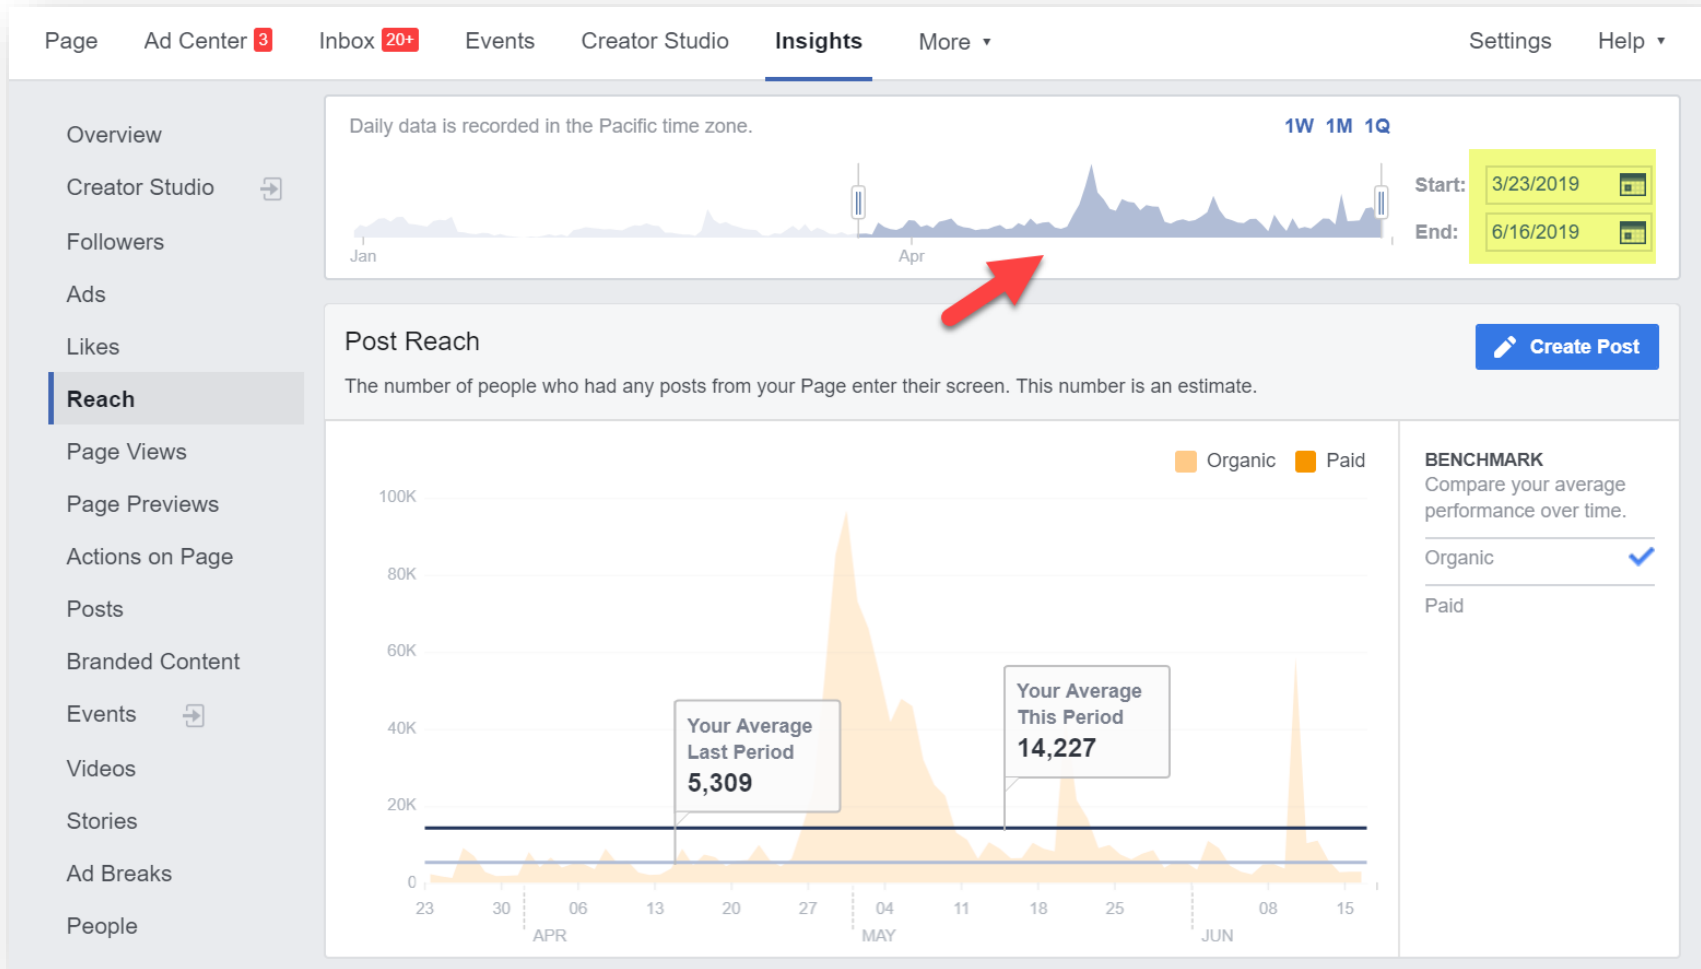 Page Ad Center 3 Inbox 20+ Events Creator Studio Insights More Settings Help
Overview
Creator Studio
Followers
Ads
Likes
Reach
Page Views
Page Previews
Actions on Page
Posts
Branded Content
Events
Videos
Stories
Ad Breaks
People
Daily data is recorded in the Pacific time zone.
1W 1M 1Q
Jan Apr
Start: 3/23/2019
End: 6/16/2019
Post Reach
Create Post
The number of people who had any posts from your Page enter their screen. This number is an estimate.
Organic Paid
100K
80K
60K
40K
20K
0
Your Average
Last Period
5,309
Your Average
This Period
14,227
23 30 06 13 20 27 04 11 18 25 08 15
APR MAY JUN
BENCHMARK
Compare your average
performance over time.
Organic
Paid